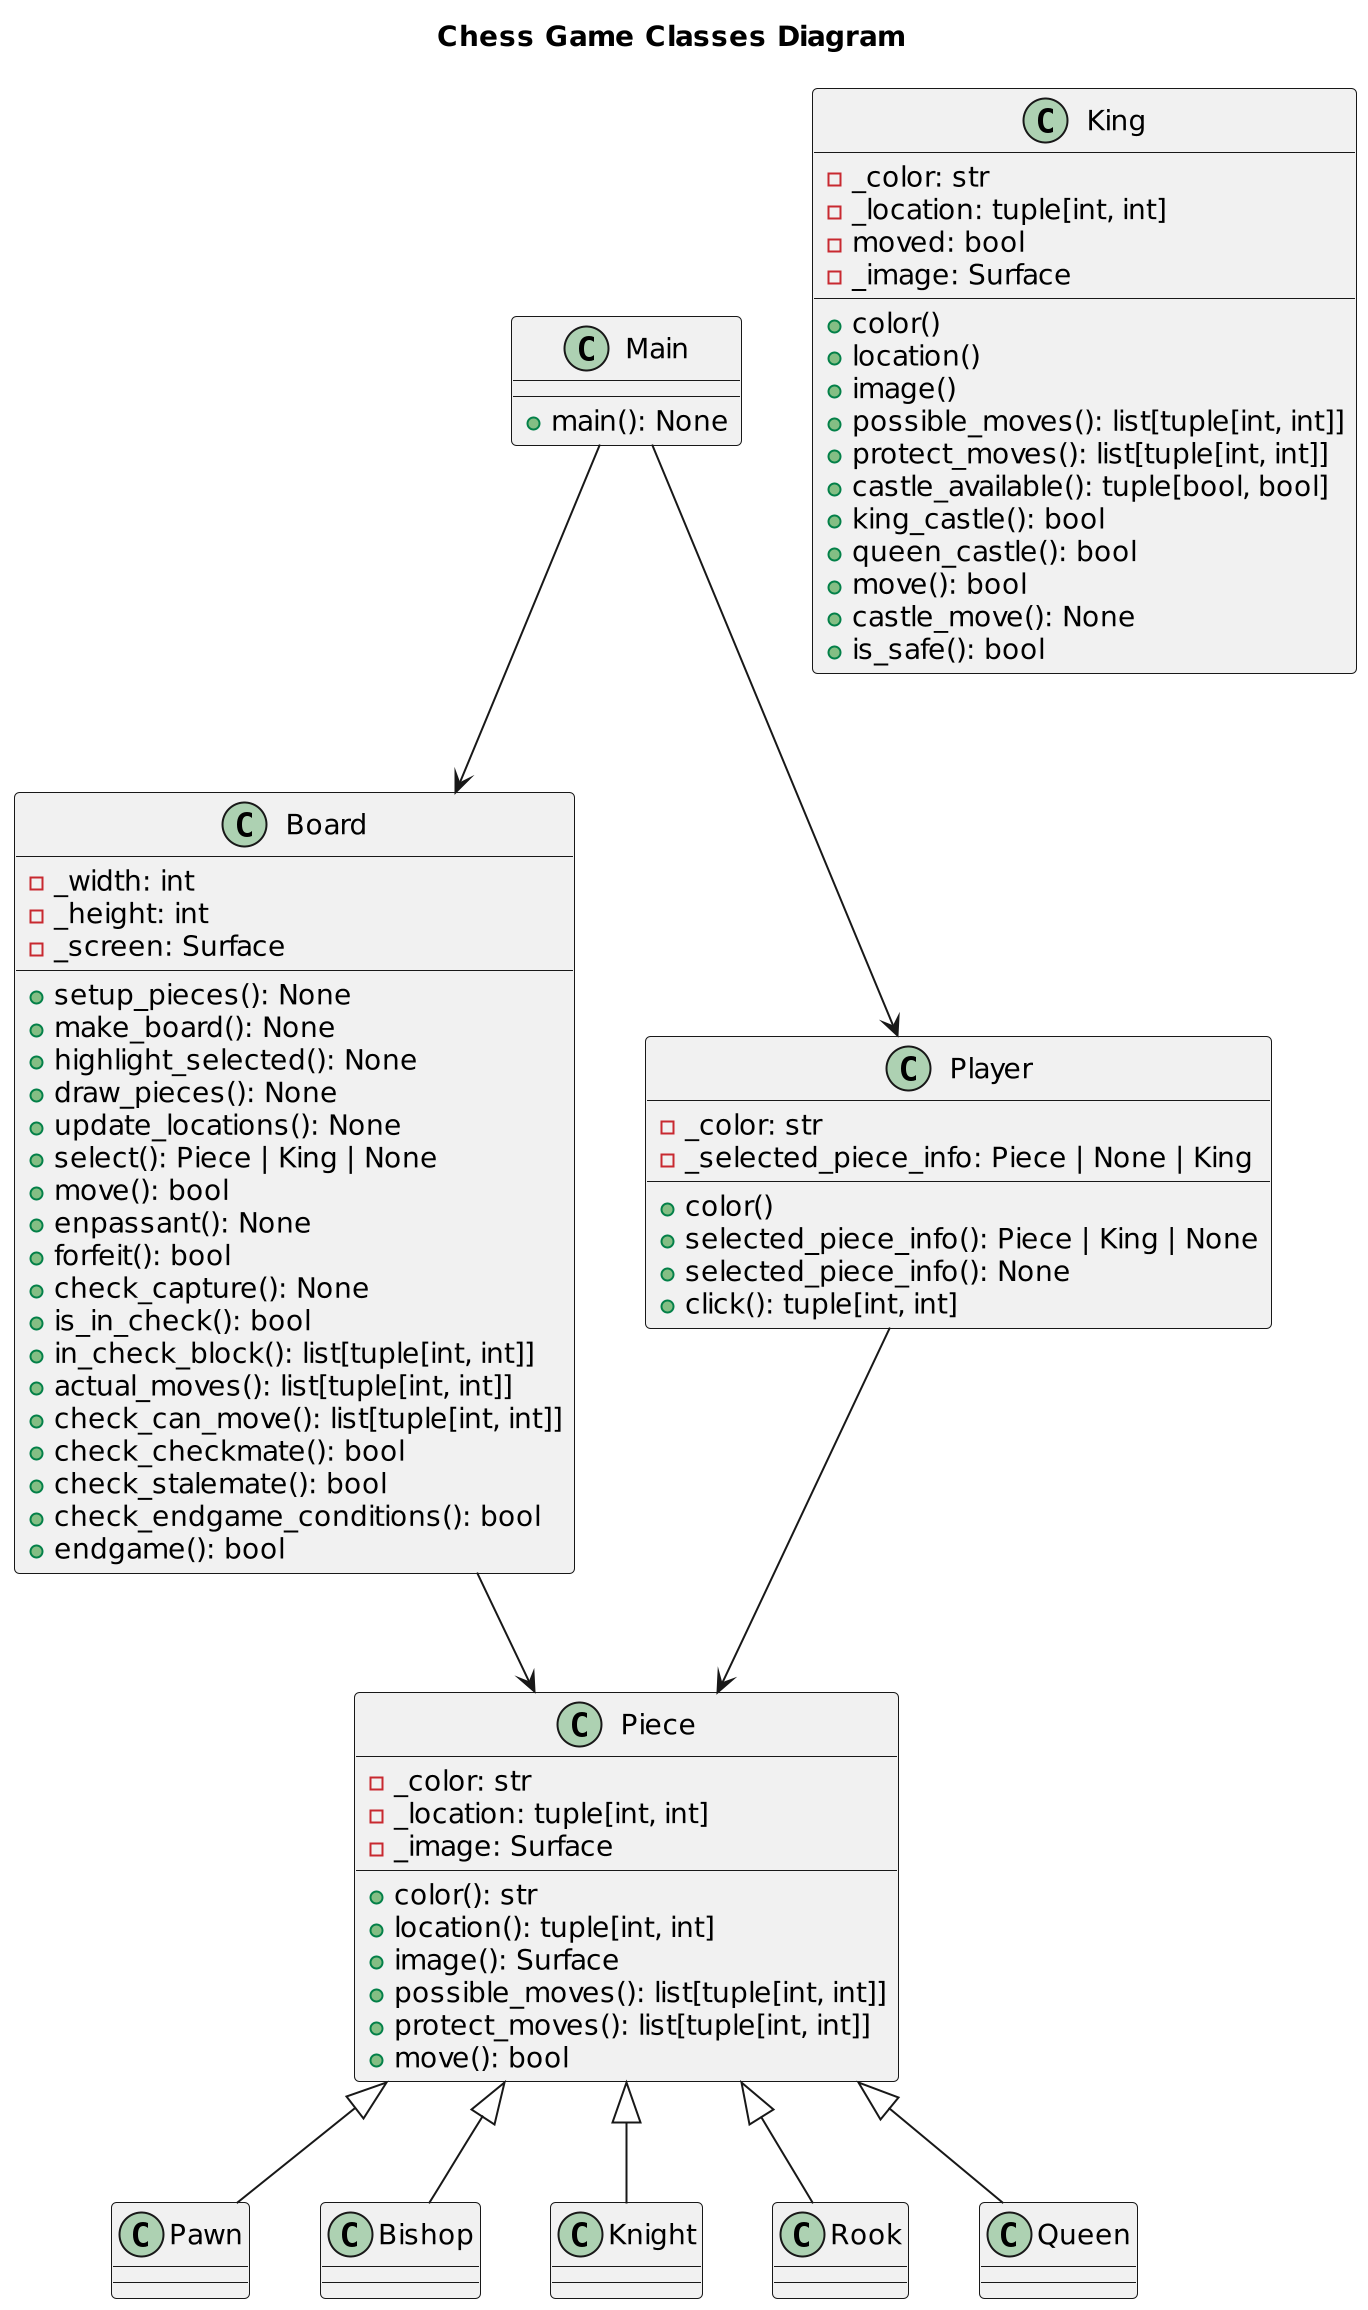 Chess Game Classes Diagram
C King
_color: str
_location: tuple[int, int]
moved: bool
_image: Surface
color()
location()
image()
possible_moves(): list[tuple[int, int]]
protect_moves(): list[tuple[int, int]]
castle_available(): tuple[bool, bool]
king_castle(): bool
queen_castle(): bool
move(): bool
castle_move(): None
is_safe(): bool
C Main
main(): None
C Board
_width: int
_height: int
_screen: Surface
setup_pieces(): None
make_board(): None
highlight_selected(): None
draw_pieces(): None
update_locations(): None
select(): Piece | King | None
move(): bool
enpassant(): None
forfeit(): bool
check_capture(): None
is_in_check(): bool
in_check_block(): list[tuple[int, int]]
actual_moves(): list[tuple[int, int]]
check_can_move(): list[tuple[int, int]]
check_checkmate(): bool
check_stalemate(): bool
check_endgame_conditions(): bool
endgame(): bool
C Player
_color: str
_selected_piece_info: Piece | None | King
color()
selected_piece_info(): Piece | King | None
selected_piece_info(): None
click(): tuple[int, int]
C Piece
_color: str
_location: tuple[int, int]
_image: Surface
color(): str
location(): tuple[int, int]
image(): Surface
possible_moves(): list[tuple[int, int]]
protect_moves(): list[tuple[int, int]]
move(): bool
C Pawn
C Bishop
C Knight
C Rook
C Queen